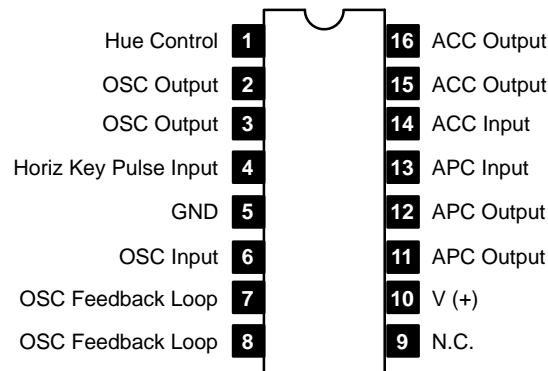 Hue Control 1 16 ACC Output
OSC Output 2 15 ACC Output
OSC Output 3 14 ACC Input
Horiz Key Pulse Input 4 13 APC Input
GND 5 12 APC Output
OSC Input 6 11 APC Output
OSC Feedback Loop 7 10 V (+)
OSC Feedback Loop 8 9 N.C.